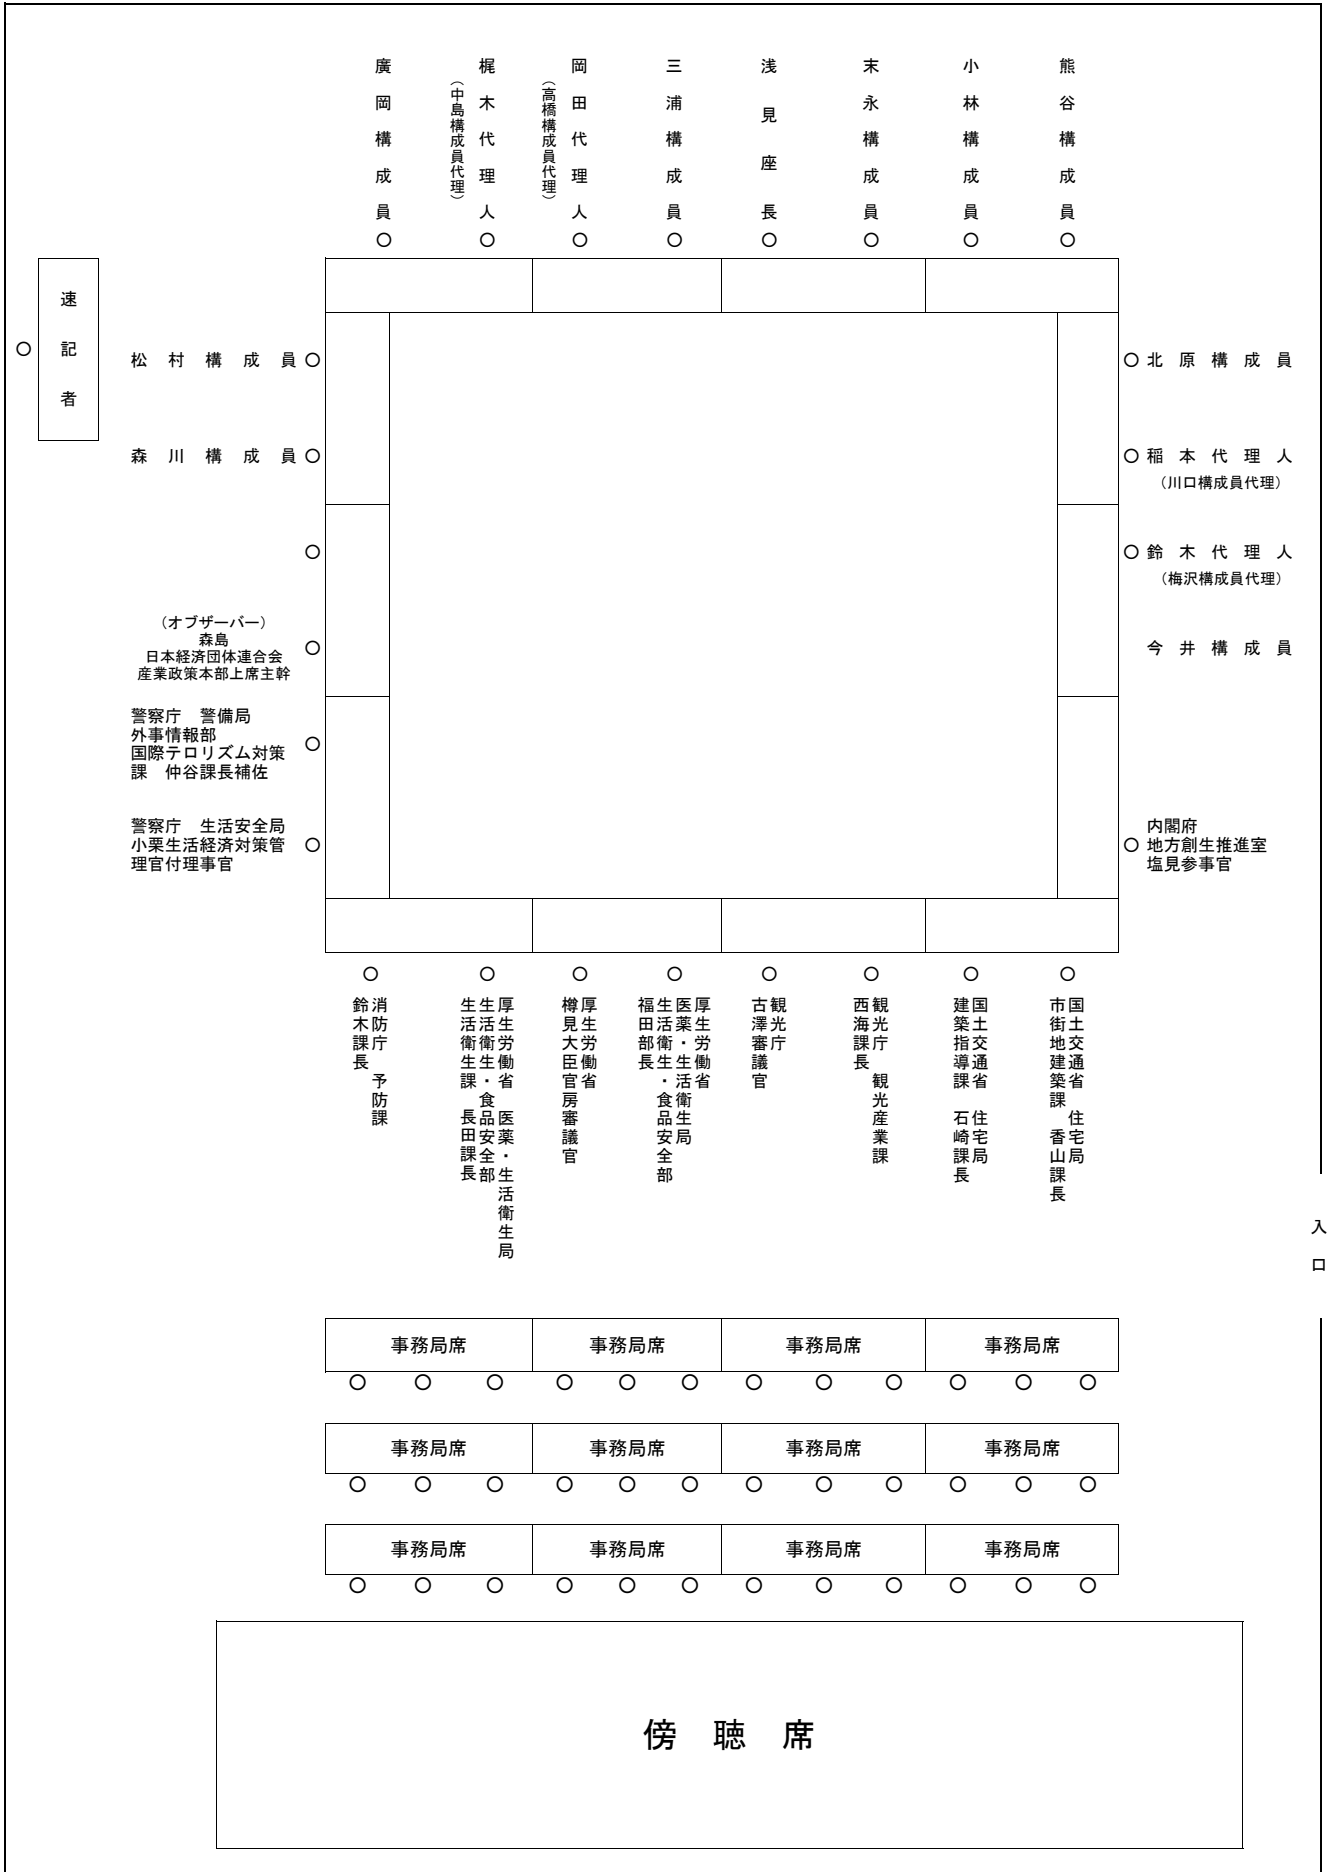 廣岡構成員
梶木代理人
（中島構成員代理）
岡田代理人
（高橋構成員代理）
三浦構成員
浅見座長
末永構成員
小林構成員
熊谷構成員
速記者
松村構成員
森川構成員
（オブザーバー）
森島
日本経済団体連合会
産業政策本部上席主幹
警察庁　警備局
外事情報部
国際テロリズム対策
課　仲谷課長補佐
警察庁　生活安全局
小栗生活経済対策管
理官付理事官
北原構成員
稲本代理人
（川口構成員代理）
鈴木代理人
（梅沢構成員代理）
今井構成員
内閣府
地方創生推進室
塩見参事官
消防庁　予防課
鈴木課長
厚生労働省　医薬・生活衛生局
生活衛生・食品安全部
生活衛生課　長田課長
厚生労働省
樽見大臣官房審議官
厚生労働省
医薬・生活衛生局
生活衛生・食品安全部
福田部長
観光庁
古澤審議官
観光庁　観光産業課
西海課長
国土交通省　住宅局
建築指導課　石崎課長
国土交通省　住宅局
市街地建築課　香山課長
入口
事務局席　事務局席　事務局席　事務局席
事務局席　事務局席　事務局席　事務局席
事務局席　事務局席　事務局席　事務局席
傍聴席